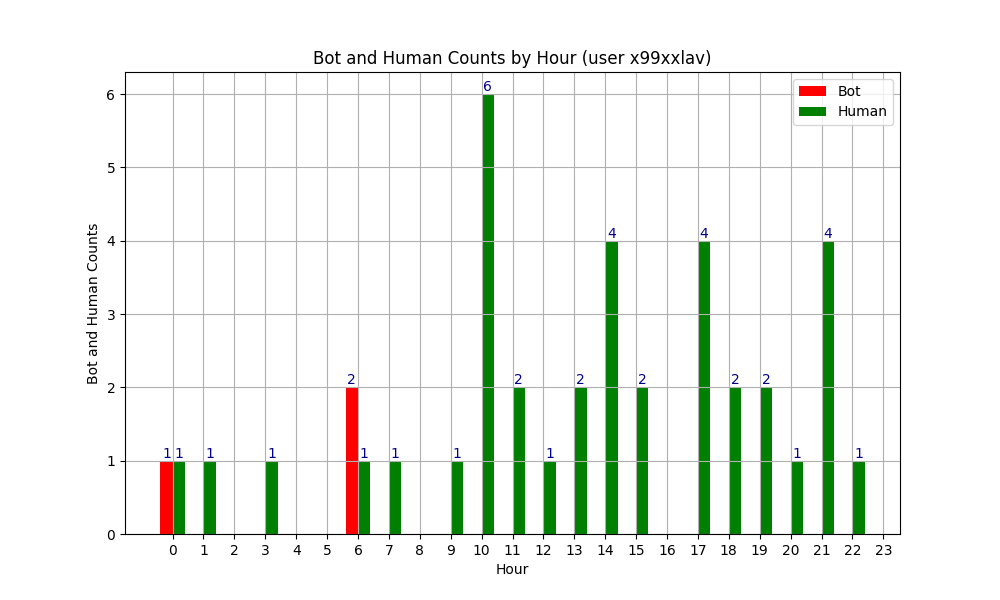 Bot and Human Counts by Hour (user x99xxlav)
Bot
Human
Bot and Human Counts
6
5
4
3
2
1
0
1 1 1 1 2 1 1 1 6 2 1 2 4 2 4 2 2 1 4 1
0 1 2 3 4 5 6 7 8 9 10 11 12 13 14 15 16 17 18 19 20 21 22 23
Hour